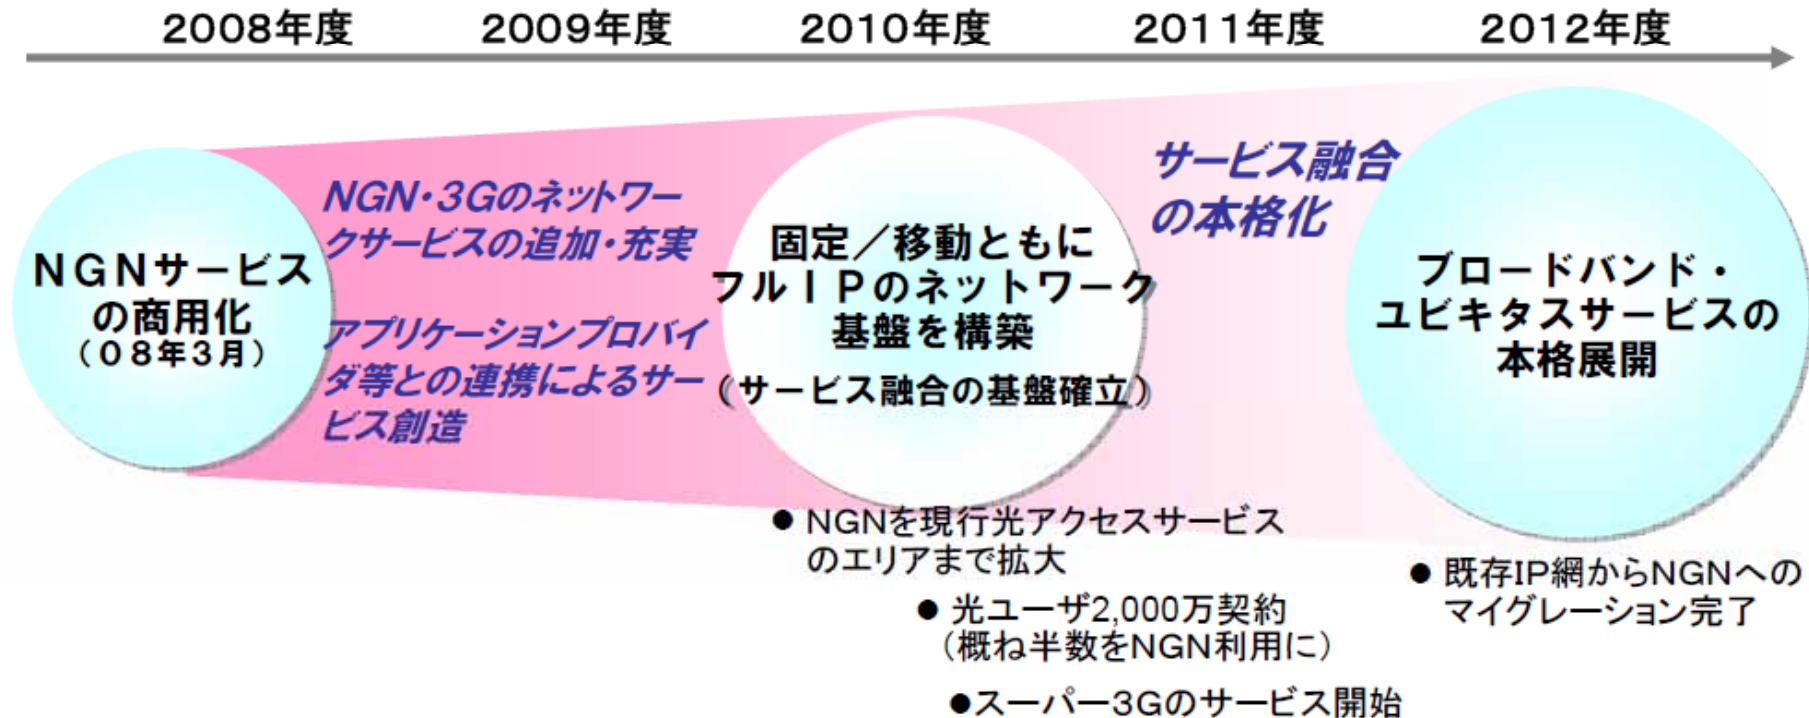 2008年度 2009年度 2010年度 2011年度 2012年度
NGNサービス
の商用化
(08年3月)
NGN・3Gのネットワー
クサービスの追加・充実
アプリケーションプロバイ
ダ等との連携によるサー
ビス創造
固定/移動ともに
フルIPのネットワーク
基盤を構築
(サービス融合の基盤確立)
サービス融合
の本格化
ブロードバンド・
ユビキタスサービスの
本格展開
● NGNを現行光アクセスサービス
のエリアまで拡大
● 光ユーザ2,000万契約
(概ね半数をNGN利用に)
●スーパー3Gのサービス開始
● 既存IP網からNGNへの
マイグレーション完了